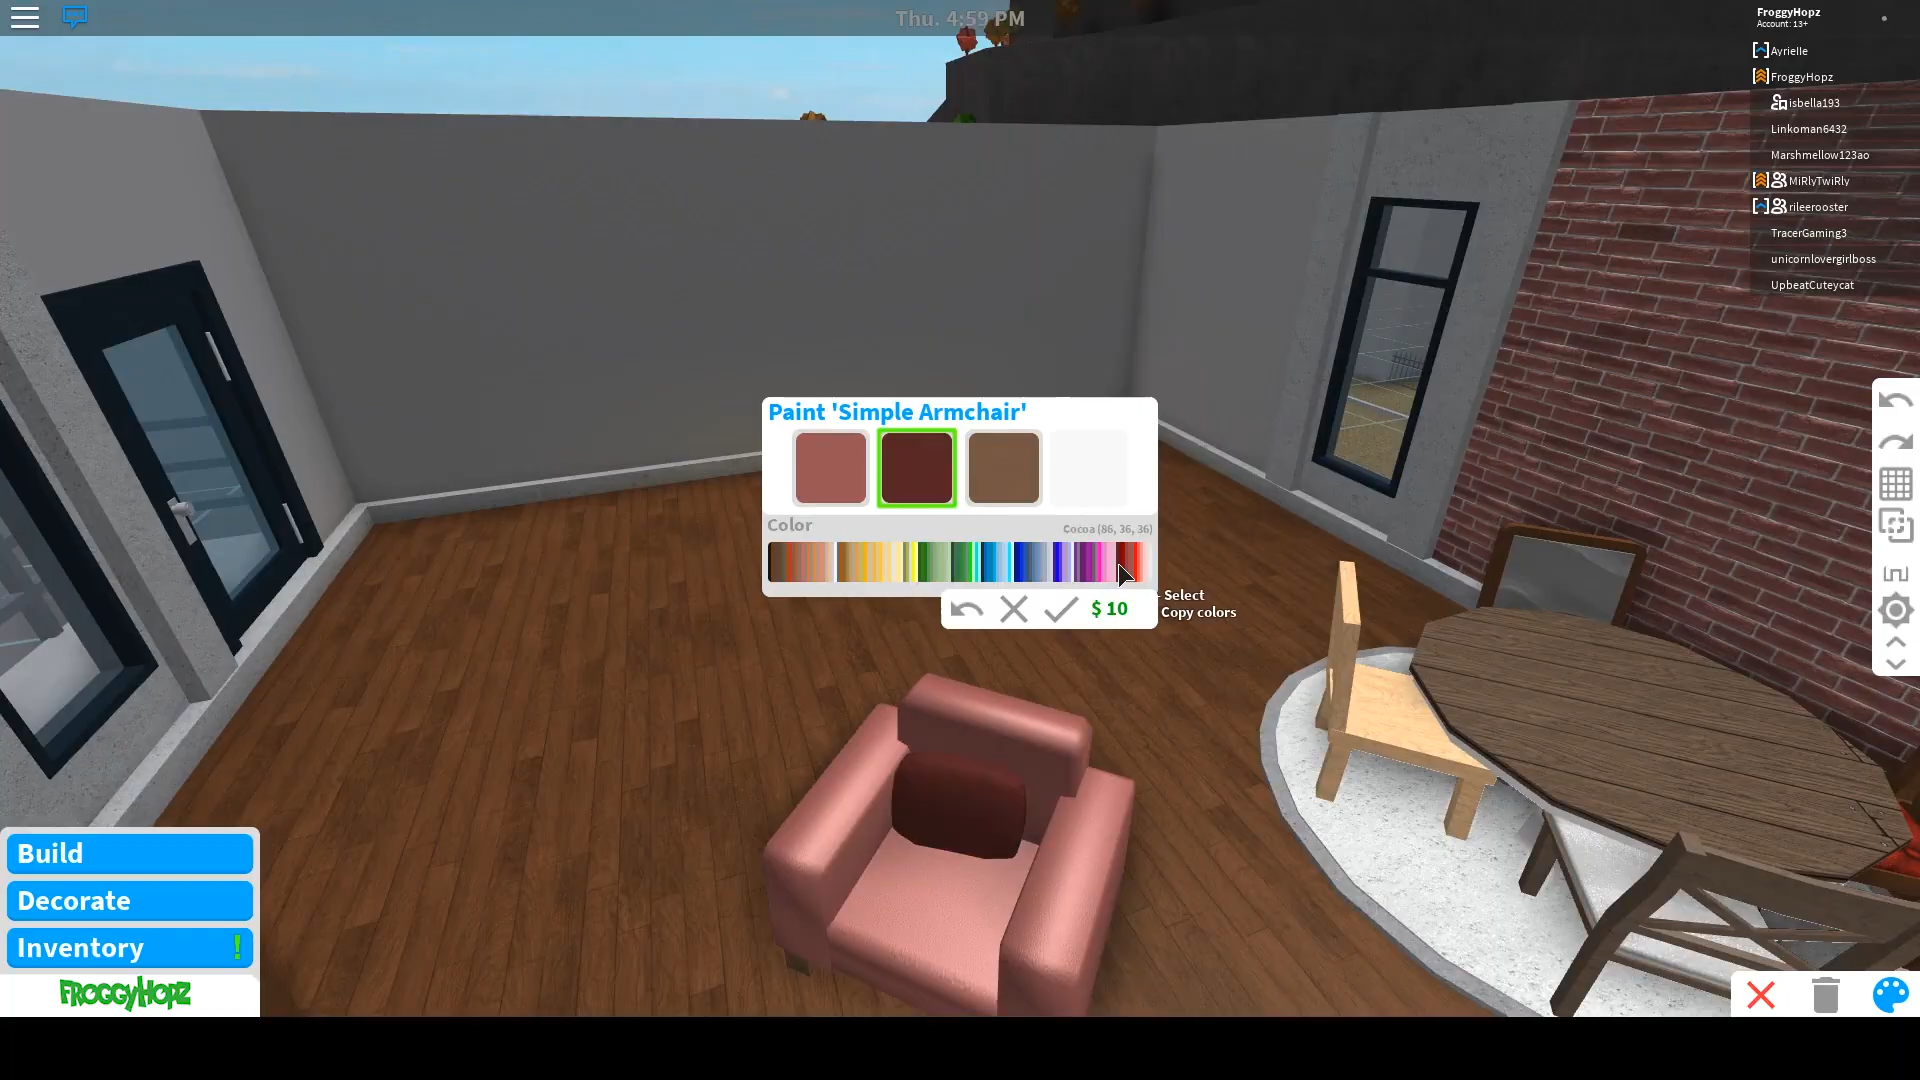 Thu. 4:59 PM
FroggyHopz
Account: 13+
Ayrielle
FroggyHopz
isbella193
Linkoman6432
Marshmellow123ao
MiRlyTwiRly
rileerooster
TracerGaming3
unicornlovergirlboss
UpbeatCuteycat
Paint 'Simple Armchair'
Color
Cocoa (86, 36, 36)
$ 10
- Select
Copy colors
Build
Decorate
Inventory !
FROGGYHOPZ